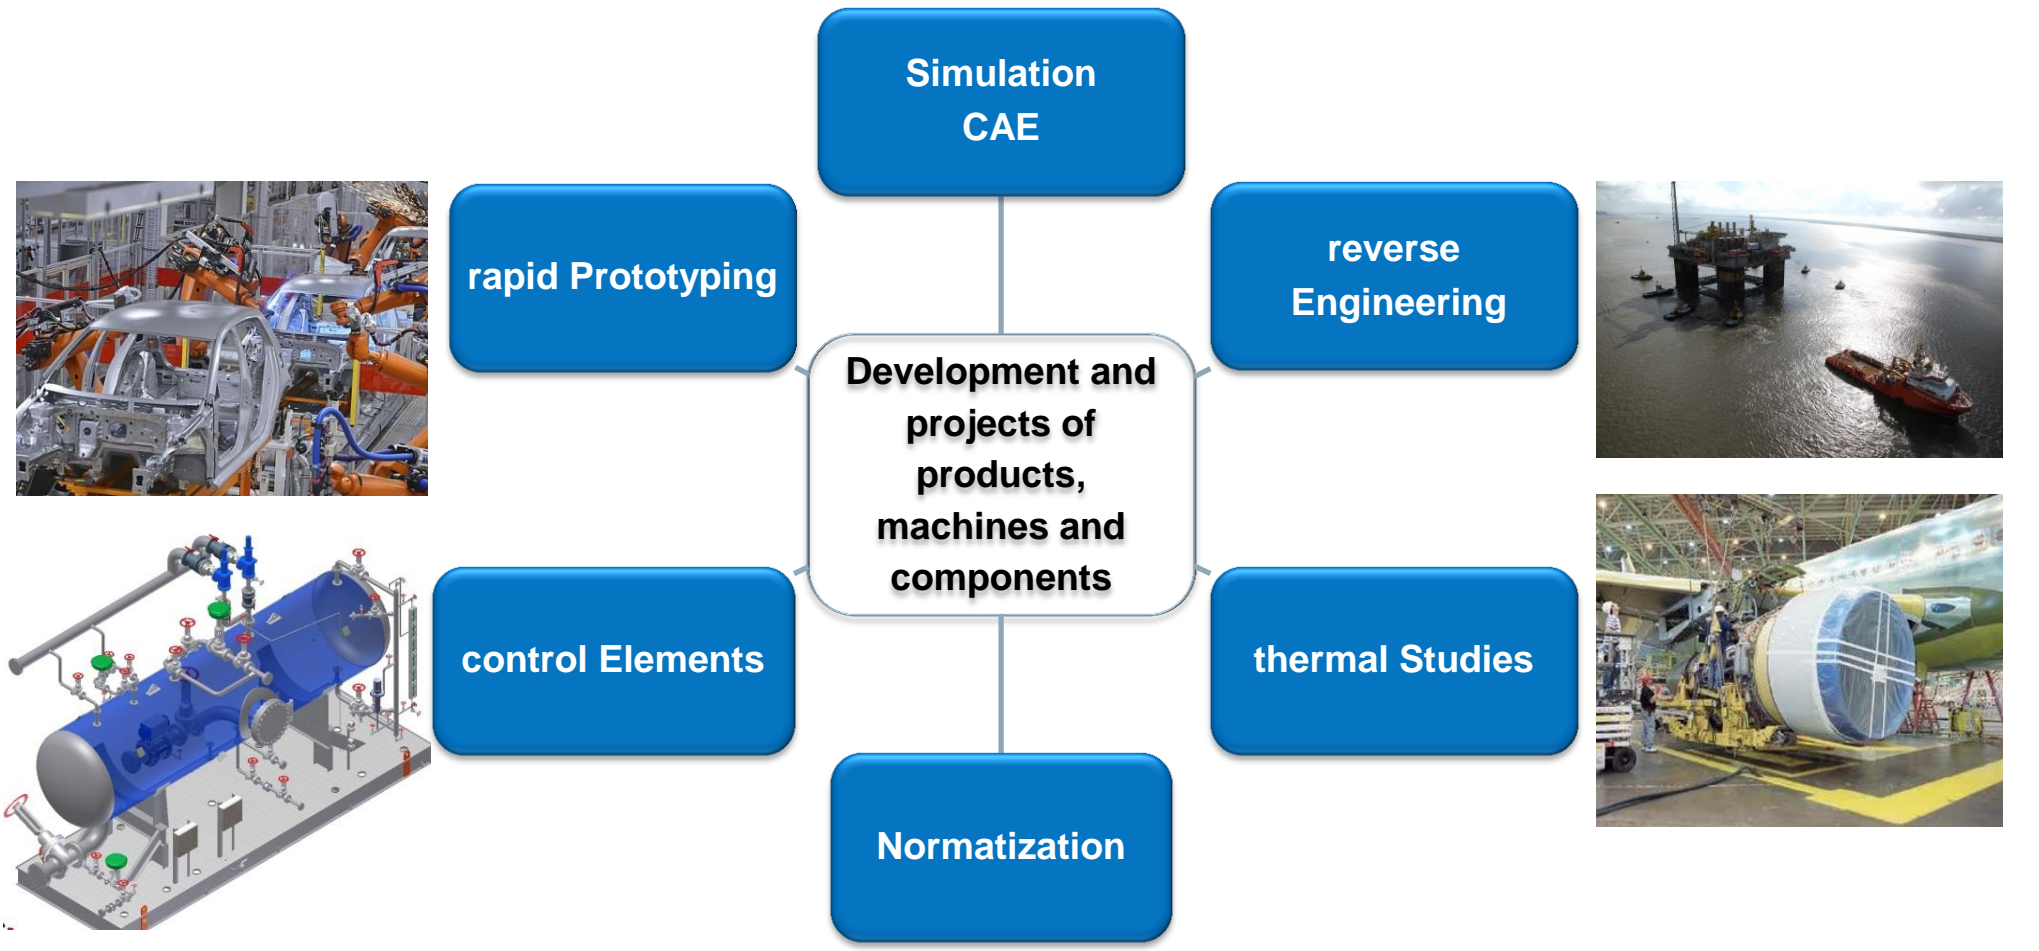 Simulation
CAE
rapid Prototyping
reverse
Engineering
Development and
projects of
products,
machines and
components
control Elements
thermal Studies
Normatization